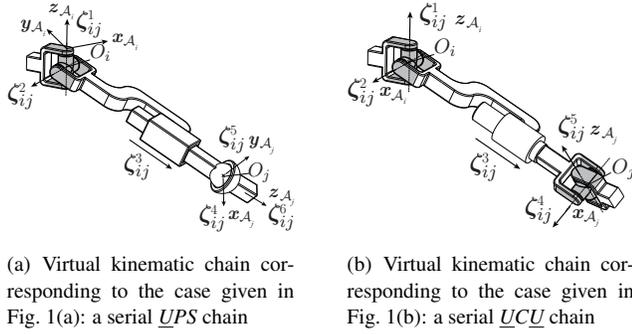 z_{𝒜_i} ζ^1_{ij}
y_{𝒜_i} x_{𝒜_i}
O_i
ζ^2_{ij}
ζ^3_{ij}
ζ^5_{ij} y_{𝒜_j}
O_j
z_{𝒜_j}
ζ^4_{ij} x_{𝒜_j} ζ^6_{ij}
(a) Virtual kinematic chain cor-
responding to the case given in
Fig. 1(a): a serial UPS chain
ζ^1_{ij} z_{𝒜_i}
O_i
ζ^2_{ij} x_{𝒜_i}
ζ^3_{ij}
ζ^5_{ij} z_{𝒜_j}
O_j
ζ^4_{ij} x_{𝒜_j}
(b) Virtual kinematic chain cor-
responding to the case given in
Fig. 1(b): a serial UCU chain